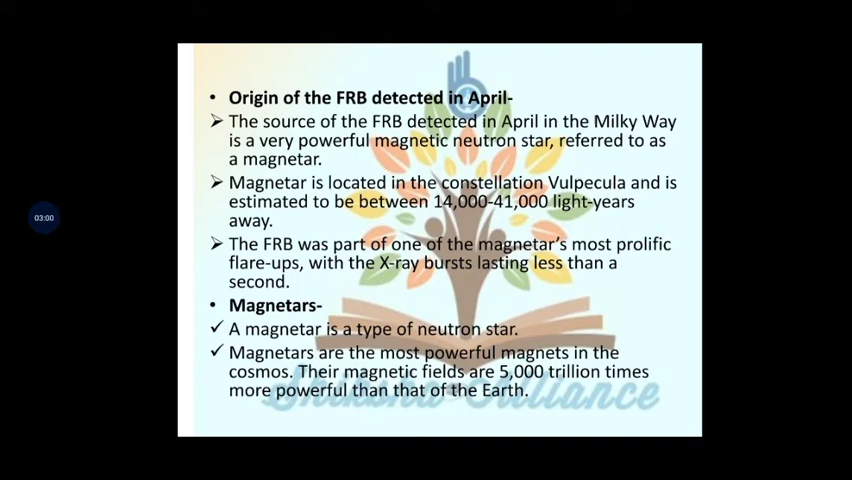 • Origin of the FRB detected in April-
➢ The source of the FRB detected in April in the Milky Way
is a very powerful magnetic neutron star, referred to as
a magnetar.
➢ Magnetar is located in the constellation Vulpecula and is
estimated to be between 14,000-41,000 light-years
away.
➢ The FRB was part of one of the magnetar's most prolific
flare-ups, with the X-ray bursts lasting less than a
second.
03:00
• Magnetars-
✓ A magnetar is a type of neutron star.
✓ Magnetars are the most powerful magnets in the
cosmos. Their magnetic fields are 5,000 trillion times
more powerful than that of the Earth.
Shiksha Alliance